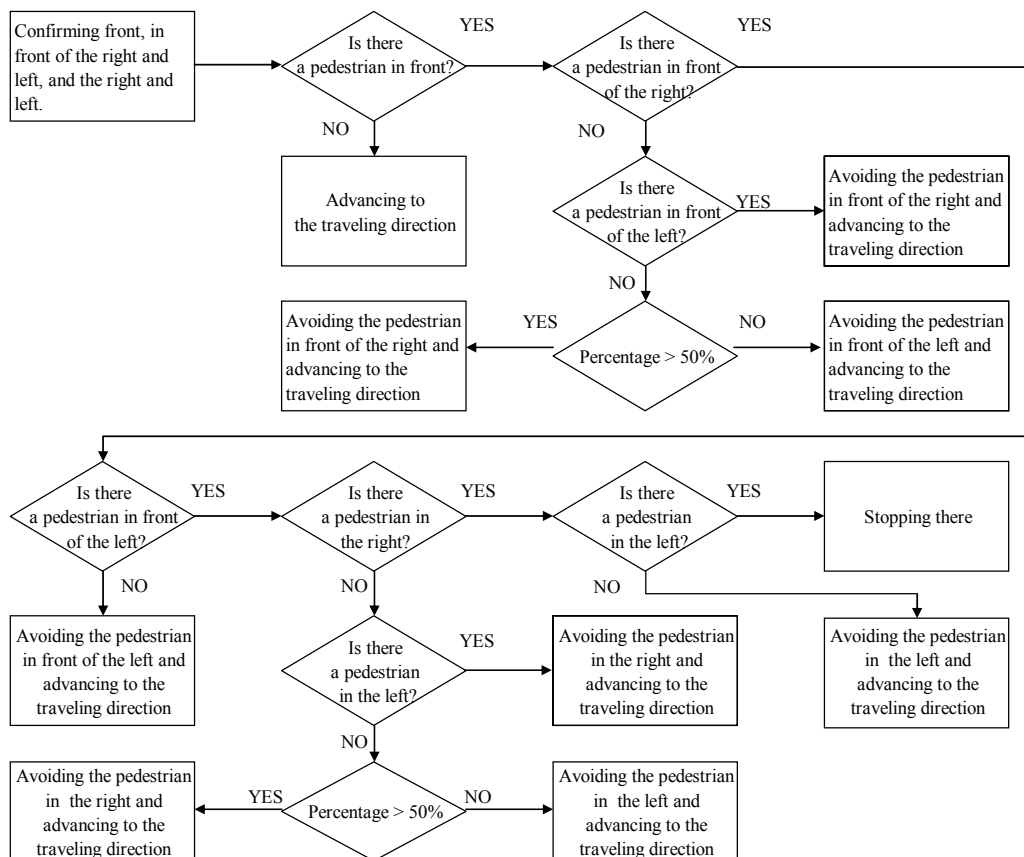 Confirming front, in
front of the right and
left, and the right and
left.
Is there
a pedestrian in front?
YES
NO
Is there
a pedestrian in front
of the right?
YES
NO
Advancing to
the traveling direction
Is there
a pedestrian in front
of the left?
YES
NO
Avoiding the pedestrian
in front of the right and
advancing to the
traveling direction
Avoiding the pedestrian
in front of the right and
advancing to the
traveling direction
YES
Percentage > 50%
NO
Avoiding the pedestrian
in front of the left and
advancing to the
traveling direction
Is there
a pedestrian in front
of the left?
YES
NO
Is there
a pedestrian in
the right?
YES
NO
Is there
a pedestrian
in the left?
YES
NO
Stopping there
Avoiding the pedestrian
in front of the left and
advancing to the
traveling direction
Is there
a pedestrian
in the left?
YES
NO
Avoiding the pedestrian
in the right and
advancing to the
traveling direction
Avoiding the pedestrian
in the left and
advancing to the
traveling direction
Avoiding the pedestrian
in the right and
advancing to the
traveling direction
YES
Percentage > 50%
NO
Avoiding the pedestrian
in the left and
advancing to the
traveling direction